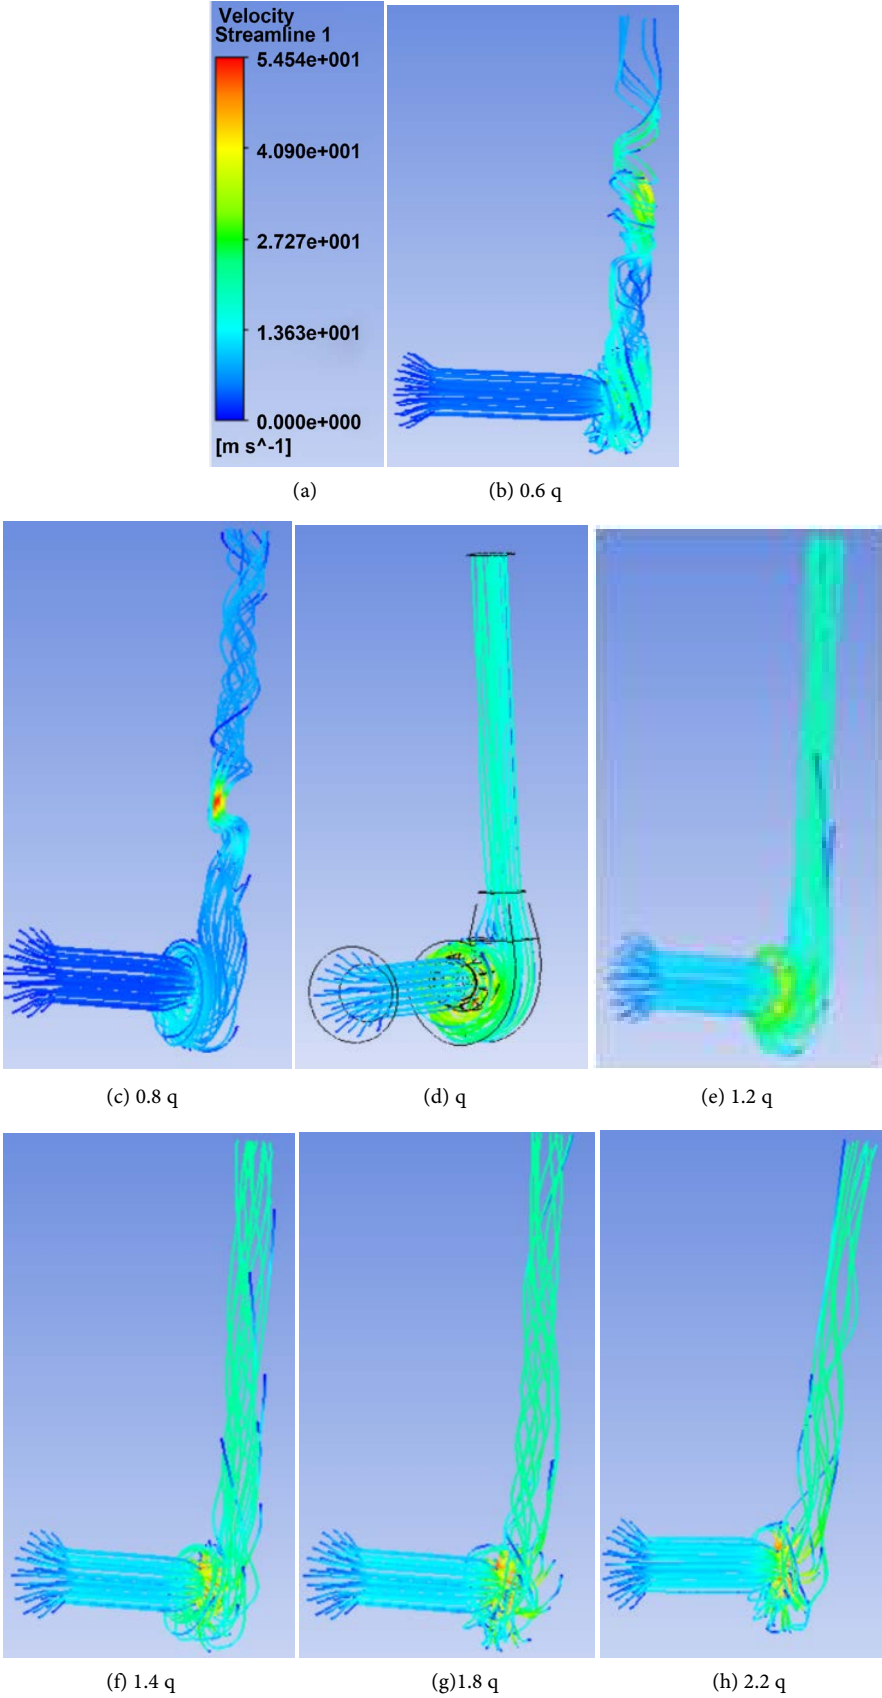 Velocity
Streamline 1
5.454e+001
4.090e+001
2.727e+001
1.363e+001
0.000e+000
[m s^-1]
(a)
(b) 0.6 q
(c) 0.8 q
(d) q
(e) 1.2 q
(f) 1.4 q
(g)1.8 q
(h) 2.2 q